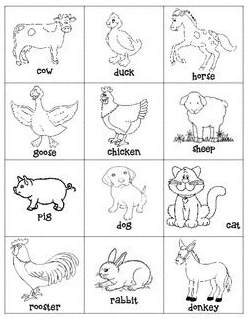 cow
duck
horse
goose
chicken
sheep
pig
dog
cat
rooster
rabbit
donkey